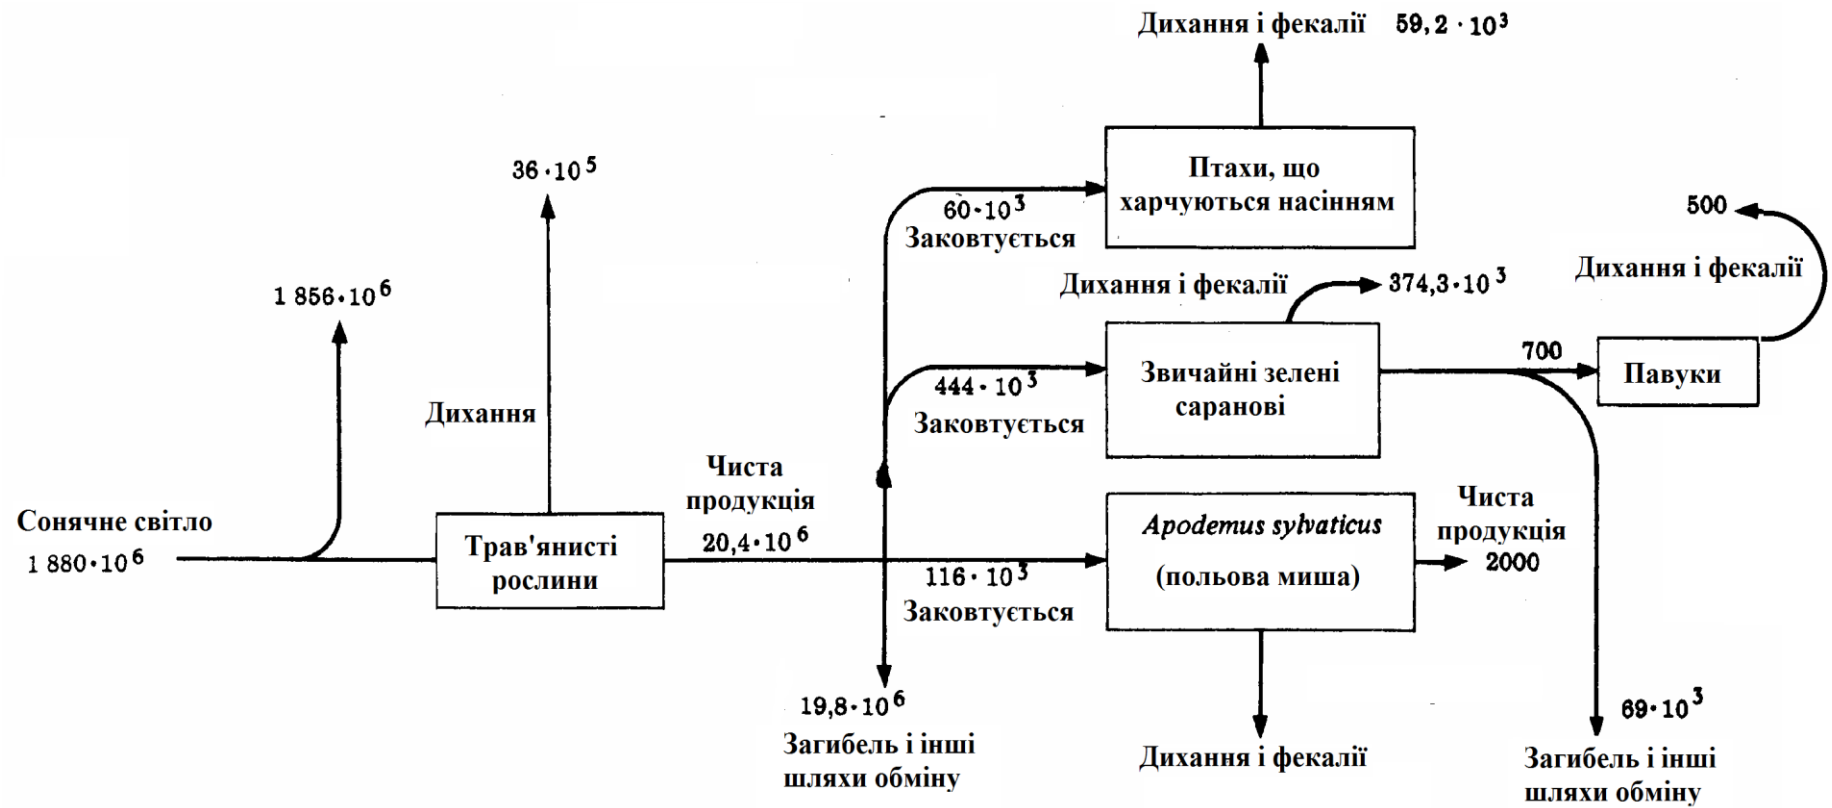 Дихання і фекалії 59,2 · 10³
36·10⁵
Птахи, що
харчуються насінням
60·10³
Заковтується
500
Дихання і фекалії
1 856·10⁶
Дихання і фекалії
374,3·10³
Звичайні зелені
саранові
444·10³
Заковтується
700
Павуки
Дихання
Чиста
продукція
20,4·10⁶
Сонячне світло
1 880·10⁶
Трав'янисті
рослини
Apodemus sylvaticus
(польова миша)
116·10³
Заковтується
Чиста
продукція
2000
19,8·10⁶
Загибель і інші
шляхи обміну
Дихання і фекалії
69·10³
Загибель і інші
шляхи обміну